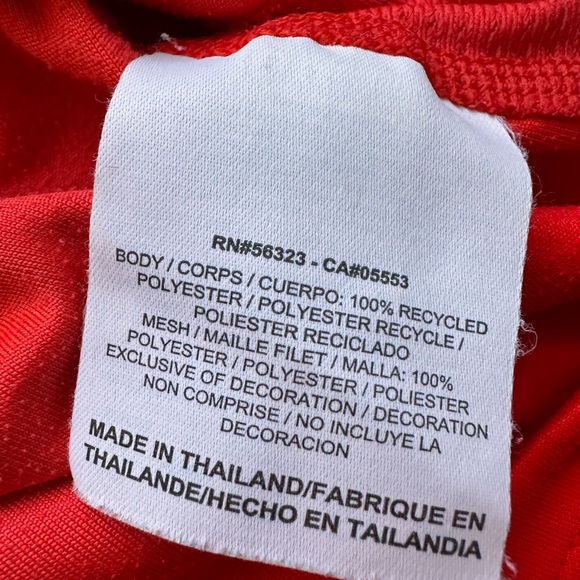 RN#56323 - CA#05553
BODY / CORPS / CUERPO: 100% RECYCLED
POLYESTER / POLYESTER RECYCLE /
POLIESTER RECICLADO
MESH / MAILLE FILET / MALLA: 100%
POLYESTER / POLYESTER / POLIESTER
EXCLUSIVE OF DECORATION / DECORATION
NON COMPRISE / NO INCLUYE LA
DECORACION
MADE IN THAILAND/FABRIQUE EN
THAILANDE/HECHO EN TAILANDIA